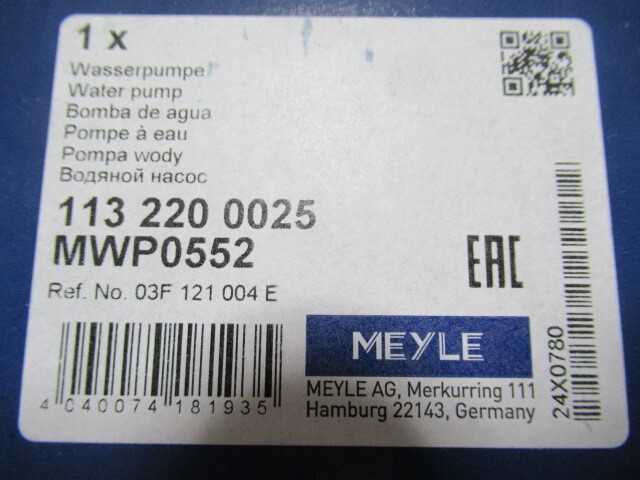 1 x
Wasserpumpe
Water pump
Bomba de agua
Pompe à eau
Pompa wody
Водяной насос
113 220 0025
MWP0552
EAC
Ref. No. 03F 121 004 E
MEYLE
MEYLE AG, Merkurring 111
Hamburg 22143, Germany
4 040074 181935
24X0780